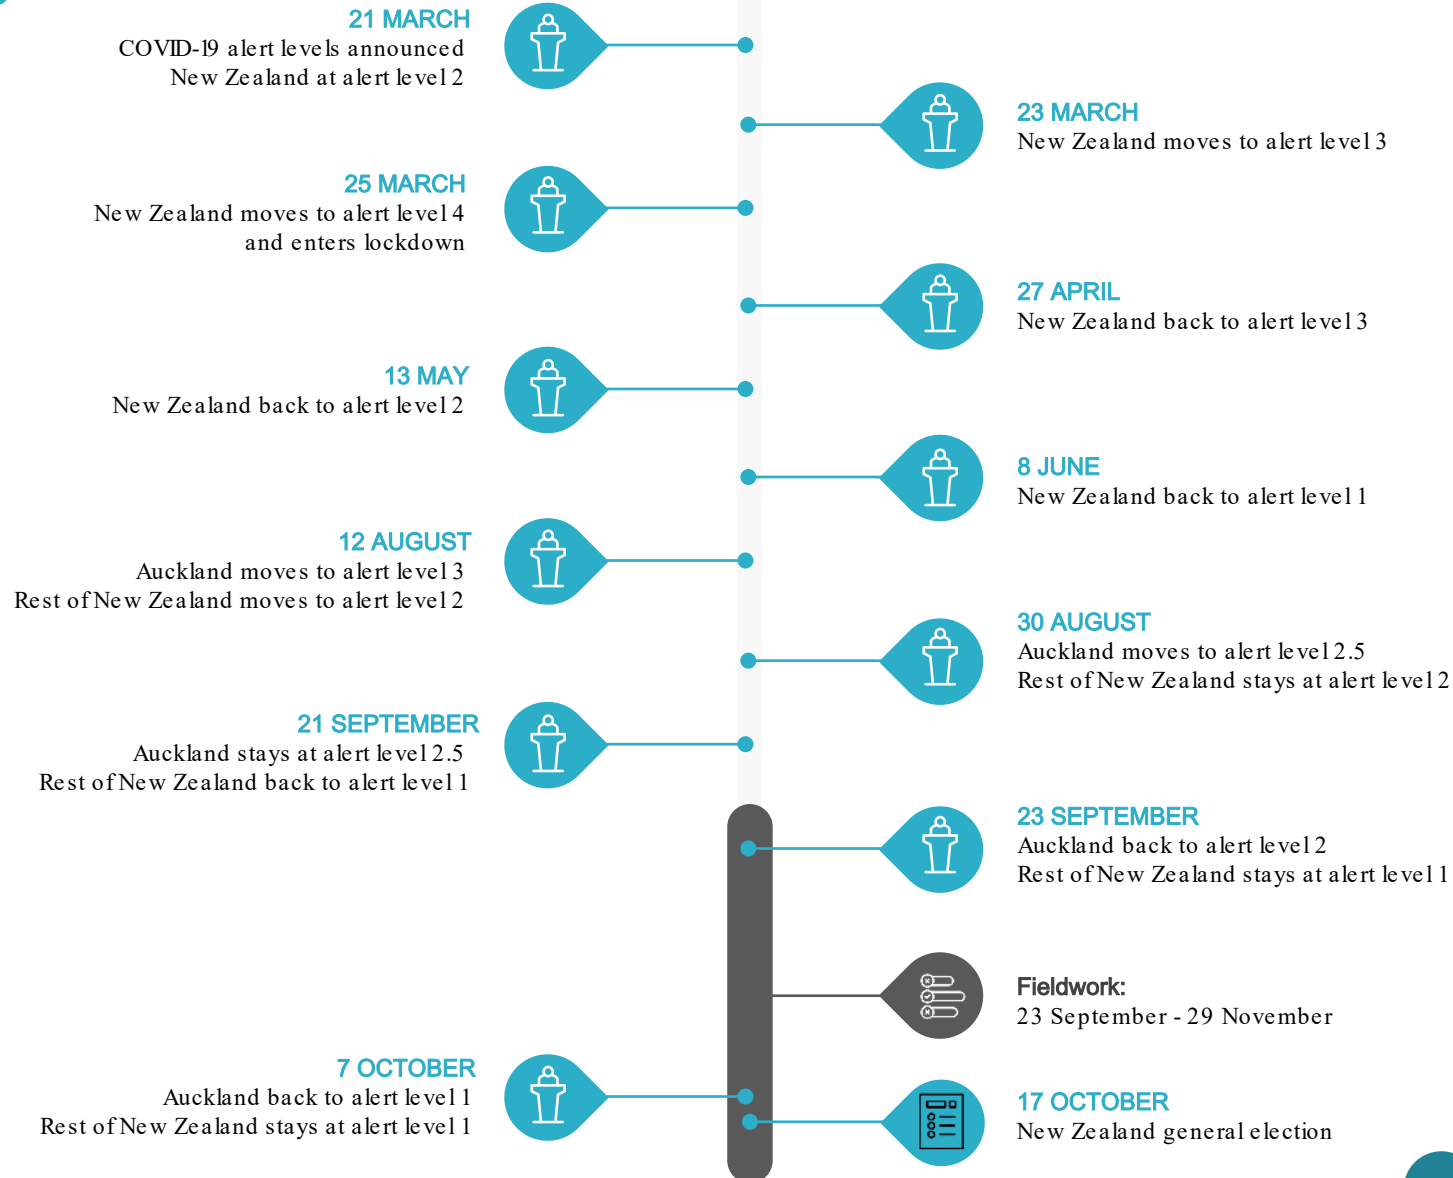 21 MARCH
COVID-19 alert levels announced
New Zealand at alert level 2
23 MARCH
New Zealand moves to alert level 3
25 MARCH
New Zealand moves to alert level 4
and enters lockdown
27 APRIL
New Zealand back to alert level 3
13 MAY
New Zealand back to alert level 2
8 JUNE
New Zealand back to alert level 1
12 AUGUST
Auckland moves to alert level 3
Rest of New Zealand moves to alert level 2
30 AUGUST
Auckland moves to alert level 2.5
Rest of New Zealand stays at alert level 2
21 SEPTEMBER
Auckland stays at alert level 2.5
Rest of New Zealand back to alert level 1
23 SEPTEMBER
Auckland back to alert level 2
Rest of New Zealand stays at alert level 1
Fieldwork:
23 September - 29 November
7 OCTOBER
Auckland back to alert level 1
Rest of New Zealand stays at alert level 1
17 OCTOBER
New Zealand general election